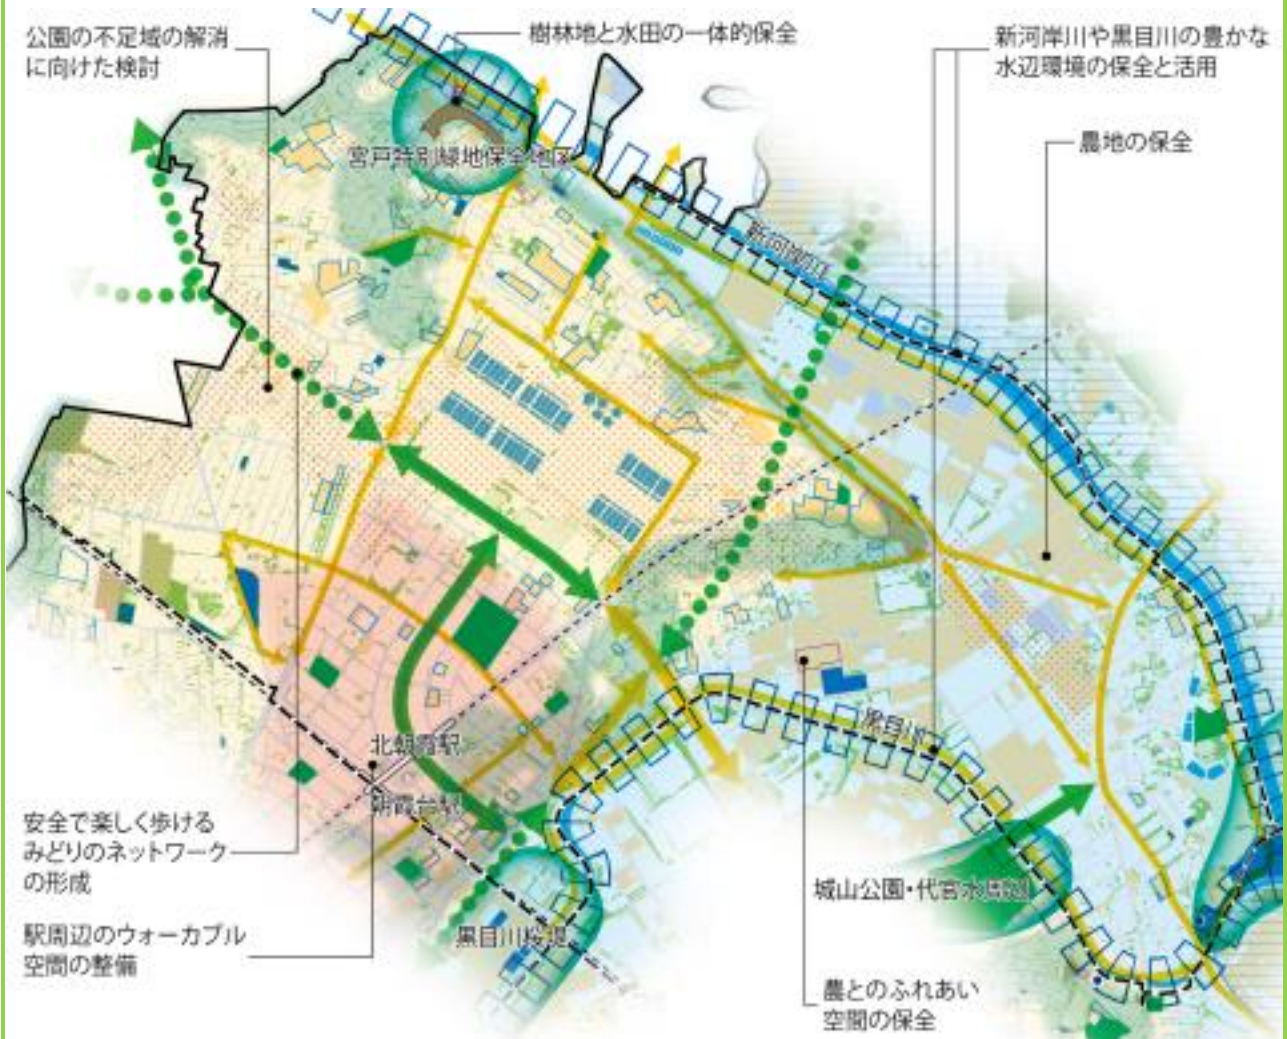 公園の不足域の解消
に向けた検討
樹林地と水田の一体的保全
新河岸川や黒目川の豊かな
水辺環境の保全と活用
農地の保全
宮戸特別緑地保全地区
新河岸川
黒目川
北朝霞駅
朝霞台駅
安全で楽しく歩ける
みどりのネットワーク
の形成
城山公園・代官水周辺
駅周辺のウォーカブル
空間の整備
黒目川桜堤
農とのふれあい
空間の保全